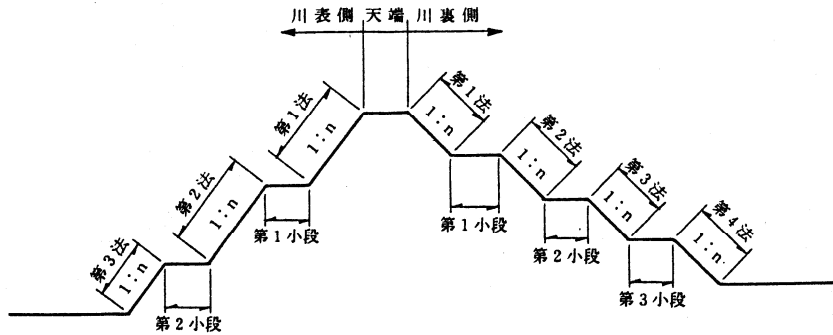 川表側 天端 川裏側
第1法
1:n
第2法
1:n
第3法
1:n
第1小段
第2小段
第1法
1:n
第2法
1:n
第3法
1:n
第4法
1:n
第1小段
第2小段
第3小段